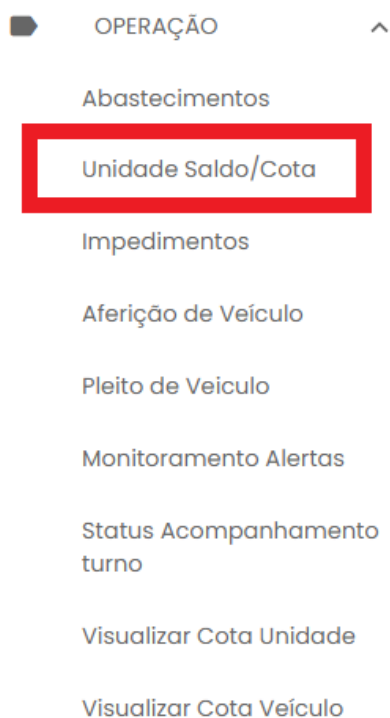 OPERAÇÃO
Abastecimentos
Unidade Saldo/Cota
Impedimentos
Aferição de Veículo
Pleito de Veiculo
Monitoramento Alertas
Status Acompanhamento
turno
Visualizar Cota Unidade
Visualizar Cota Veículo